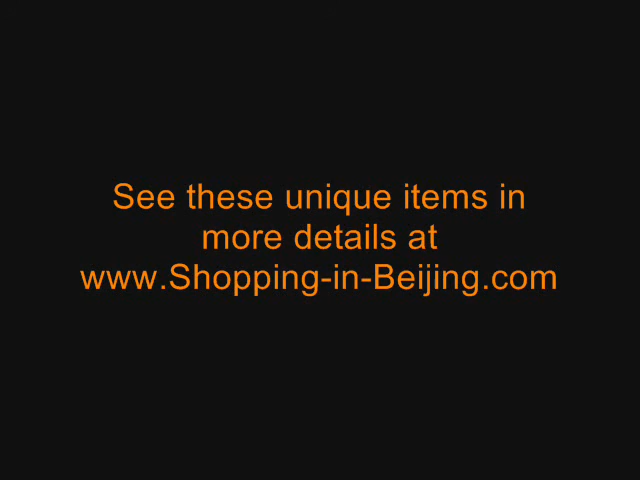 See these unique items in
more details at
www.Shopping-in-Beijing.com